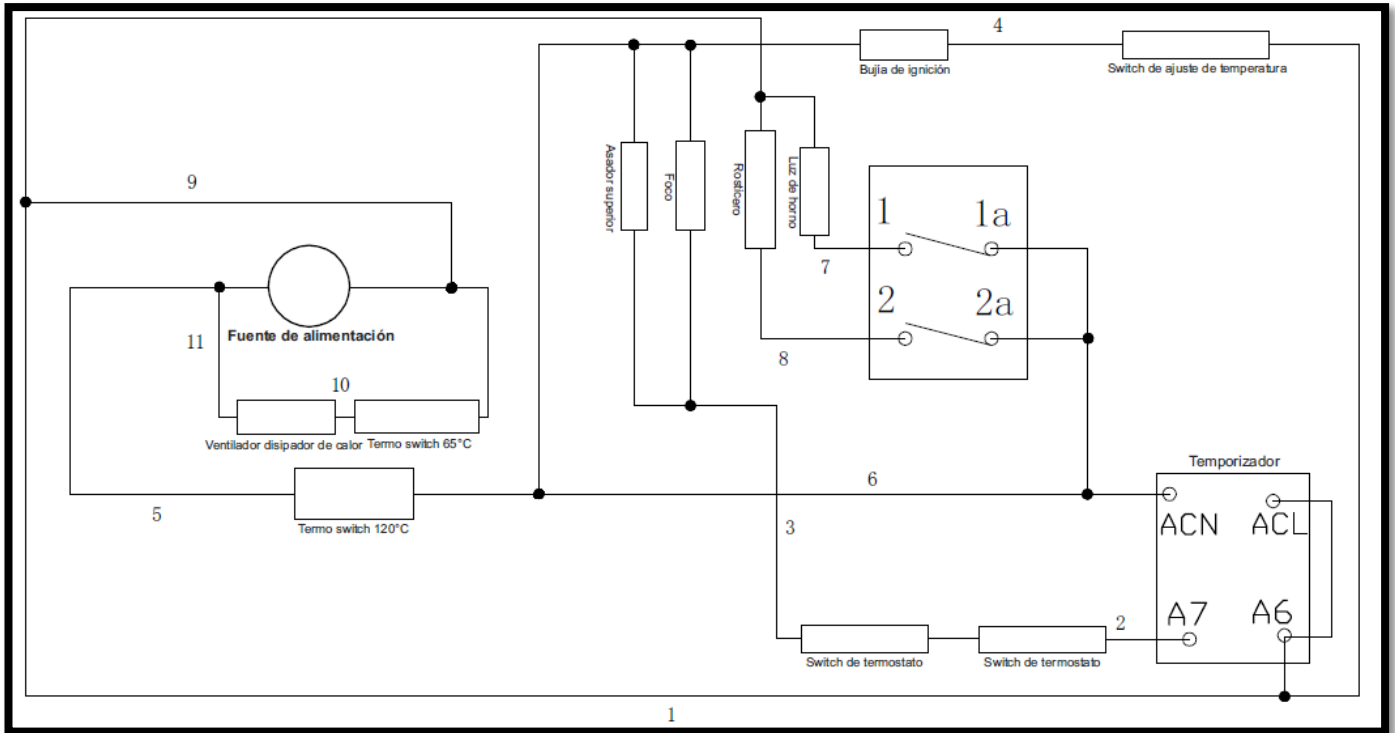 4
Bujía de ignición
Switch de ajuste de temperatura
Asador superior
Foco
Rosticero
Luz de horno
9
1 1a
7
2 2a
8
Fuente de alimentación
11
10
Ventilador disipador de calor
Termo switch 65°C
Temporizador
6
5
Termo switch 120°C
3
ACN ACL
A7 A6
2
Switch de termostato
Switch de termostato
1